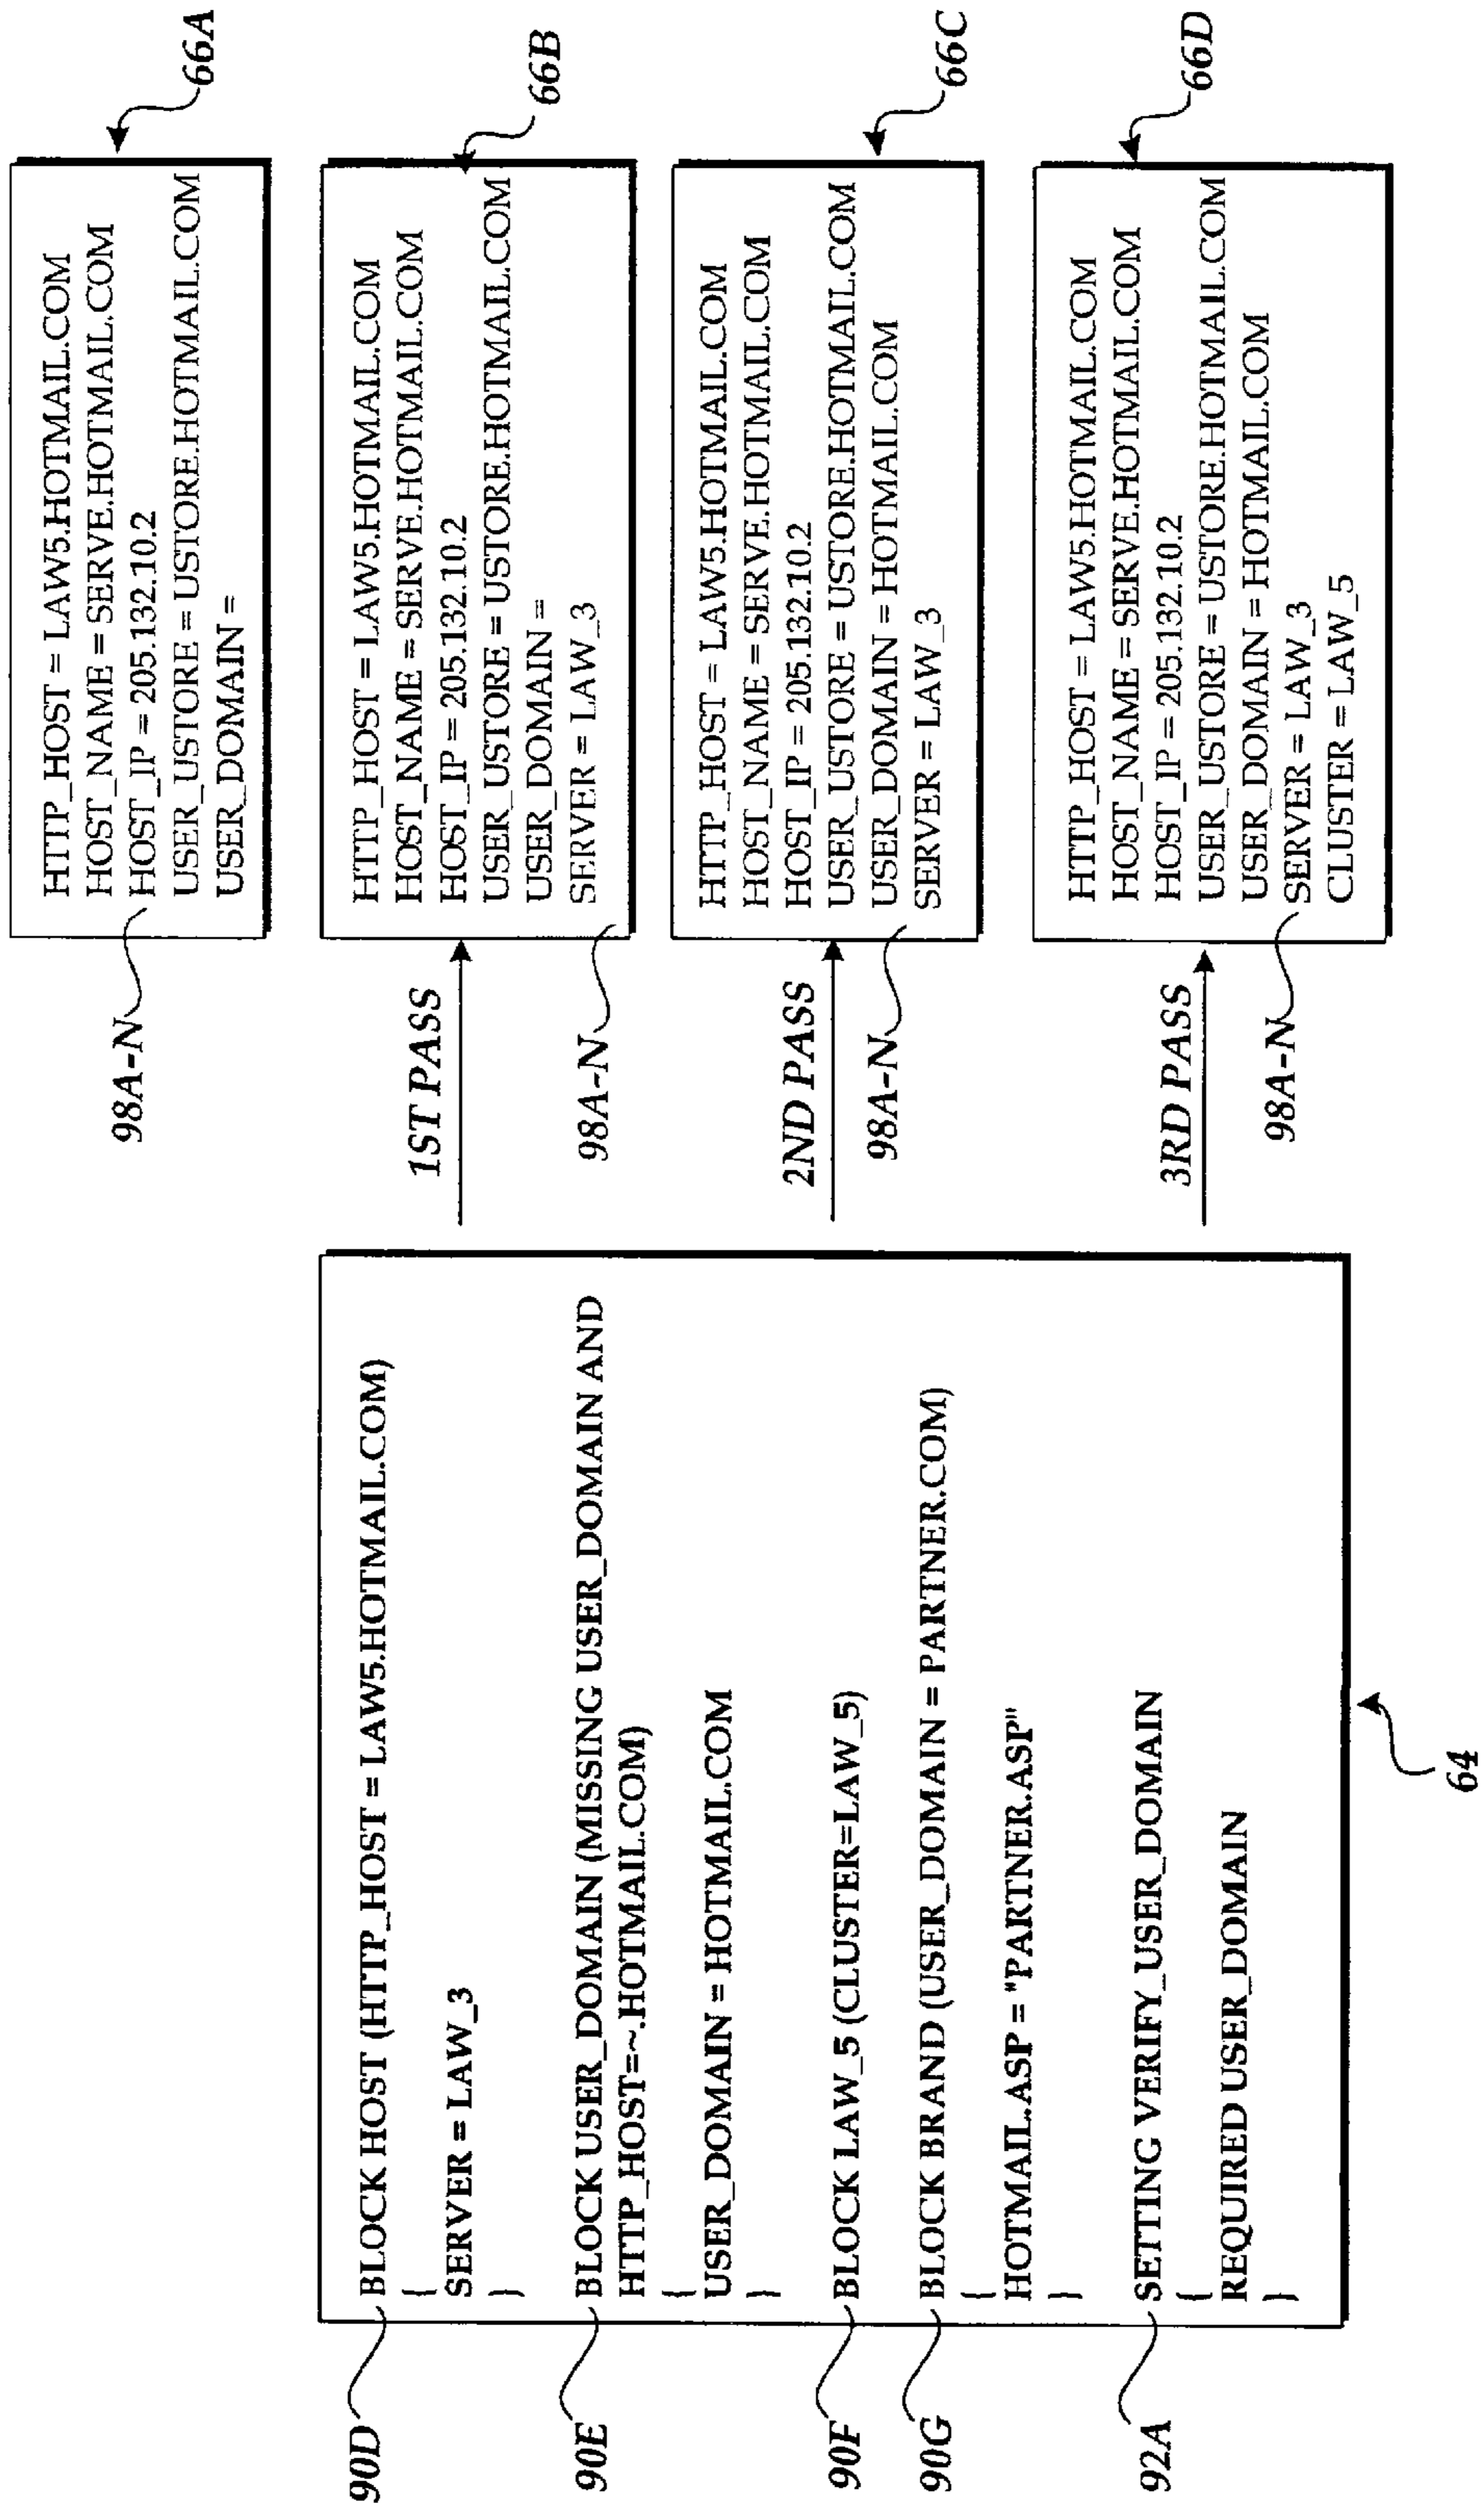 HTTP_HOST = LAW5.HOTMAIL.COM
HOST_NAME = SERVE.HOTMAIL.COM
HOST_IP = 205.132.10.2
USER_USTORE = USTORE.HOTMAIL.COM
USER_DOMAIN =
66A
98A-N
1ST PASS
HTTP_HOST = LAW5.HOTMAIL.COM
HOST_NAME = SERVE.HOTMAIL.COM
HOST_IP = 205.132.10.2
USER_USTORE = USTORE.HOTMAIL.COM
USER_DOMAIN =
SERVER = LAW_3
66B
98A-N
2ND PASS
HTTP_HOST = LAW5.HOTMAIL.COM
HOST_NAME = SERVE.HOTMAIL.COM
HOST_IP = 205.132.10.2
USER_USTORE = USTORE.HOTMAIL.COM
USER_DOMAIN = HOTMAIL.COM
SERVER = LAW_3
66C
98A-N
3RD PASS
HTTP_HOST = LAW5.HOTMAIL.COM
HOST_NAME = SERVE.HOTMAIL.COM
HOST_IP = 205.132.10.2
USER_USTORE = USTORE.HOTMAIL.COM
USER_DOMAIN = HOTMAIL.COM
SERVER = LAW_3
CLUSTER = LAW_5
66D
98A-N
90D
BLOCK HOST (HTTP_HOST = LAW5.HOTMAIL.COM)
{
SERVER = LAW_3
}
90E
BLOCK USER_DOMAIN (MISSING USER_DOMAIN AND
HTTP_HOST=~.HOTMAIL.COM)
{
USER_DOMAIN = HOTMAIL.COM
}
90F
BLOCK LAW_5 (CLUSTER=LAW_5)
90G
BLOCK BRAND (USER_DOMAIN = PARTNER.COM)
{
HOTMAIL.ASP = "PARTNER.ASP"
}
92A
SETTING VERIFY_USER_DOMAIN
{
REQUIRED USER_DOMAIN
}
64